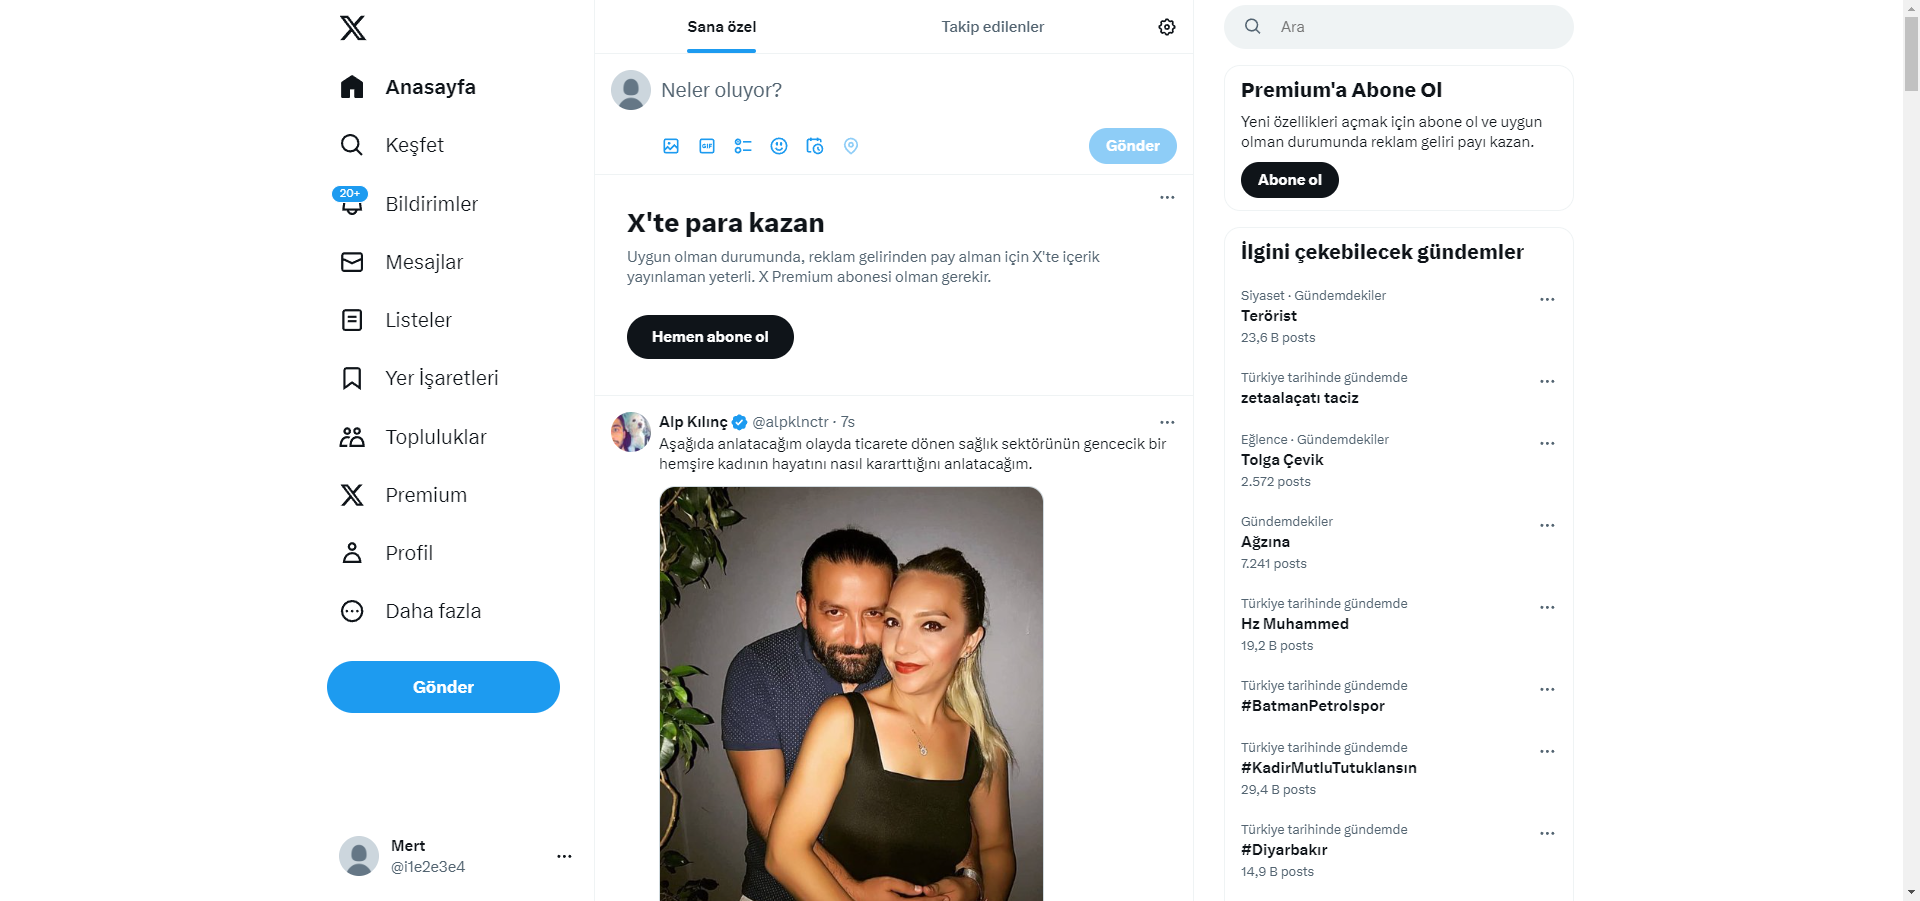 Anasayfa
Keşfet
20+
Bildirimler
Mesajlar
Listeler
Yer İşaretleri
Topluluklar
Premium
Profil
Daha fazla
Gönder
Mert
@i1e2e3e4
Sana özel
Takip edilenler
Neler oluyor?
GIF
Gönder
X'te para kazan
Uygun olman durumunda, reklam gelirinden pay alman için X'te içerik
yayınlaman yeterli. X Premium abonesi olman gerekir.
Hemen abone ol
Alp Kılınç @alpklnctr · 7s
Aşağıda anlatacağım olayda ticarete dönen sağlık sektörünün gencecik bir
hemşire kadının hayatını nasıl kararttığını anlatacağım.
Ara
Premium'a Abone Ol
Yeni özellikleri açmak için abone ol ve uygun
olman durumunda reklam geliri payı kazan.
Abone ol
İlgini çekebilecek gündemler
Siyaset · Gündemdekiler
Terörist
23,6 B posts
Türkiye tarihinde gündemde
zetaalaçatı taciz
Eğlence · Gündemdekiler
Tolga Çevik
2.572 posts
Gündemdekiler
Ağzına
7.241 posts
Türkiye tarihinde gündemde
Hz Muhammed
19,2 B posts
Türkiye tarihinde gündemde
#BatmanPetrolspor
Türkiye tarihinde gündemde
#KadirMutluTutuklansın
29,4 B posts
Türkiye tarihinde gündemde
#Diyarbakır
14,9 B posts